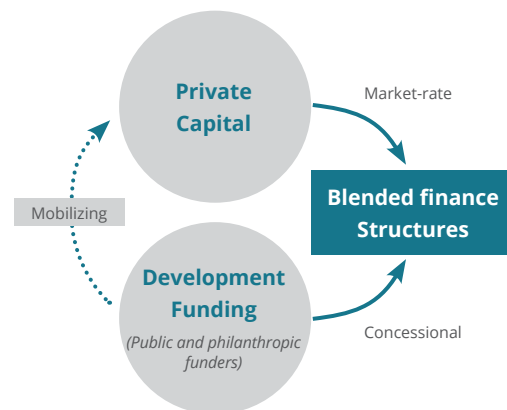 Private
Capital
Market-rate
Mobilizing
Blended finance
Structures
Development
Funding
(Public and philanthropic
funders)
Concessional